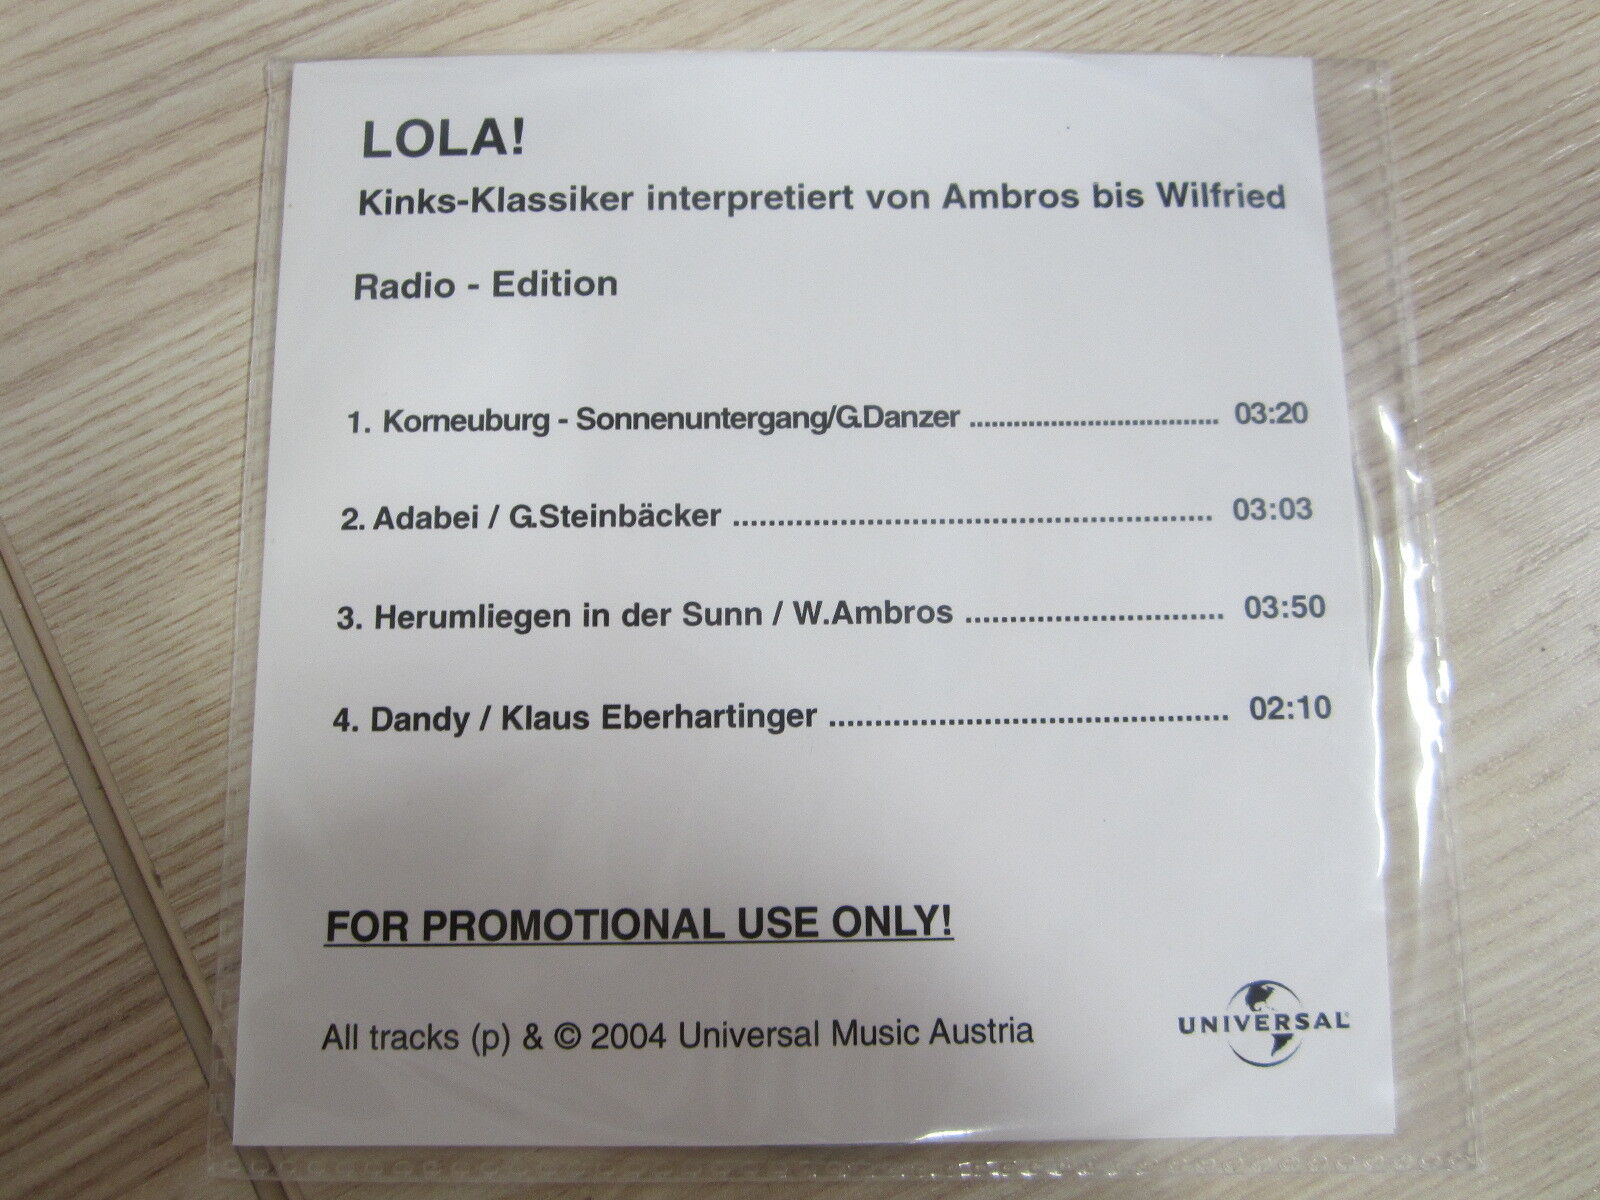 LOLA!
Kinks-Klassiker interpretiert von Ambros bis Wilfried
Radio - Edition
1. Korneuburg - Sonnenuntergang/G.Danzer .................................. 03:20
2. Adabei / G.Steinbäcker ...................................................... 03:03
3. Herumliegen in der Sunn / W.Ambros ............................. 03:50
4. Dandy / Klaus Eberhartinger ........................................... 02:10
FOR PROMOTIONAL USE ONLY!
All tracks (p) & © 2004 Universal Music Austria
UNIVERSAL